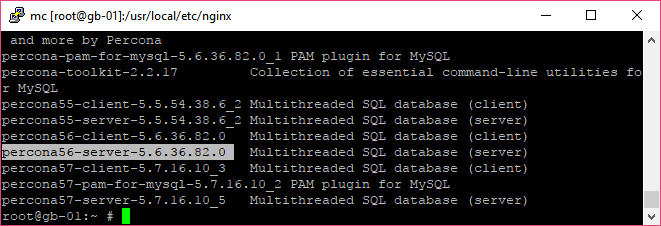 mc [root@gb-01]:/usr/local/etc/nginx
and more by Percona
percona-pam-for-mysql-5.6.36.82.0_1 PAM plugin for MySQL
percona-toolkit-2.2.17 Collection of essential command-line utilities fo
r MySQL
percona55-client-5.5.54.38.6_2 Multithreaded SQL database (client)
percona55-server-5.5.54.38.6_2 Multithreaded SQL database (server)
percona56-client-5.6.36.82.0 Multithreaded SQL database (client)
percona56-server-5.6.36.82.0 Multithreaded SQL database (server)
percona57-client-5.7.16.10_3 Multithreaded SQL database (client)
percona57-pam-for-mysql-5.7.16.10_2 PAM plugin for MySQL
percona57-server-5.7.16.10_5 Multithreaded SQL database (server)
root@gb-01:~ #